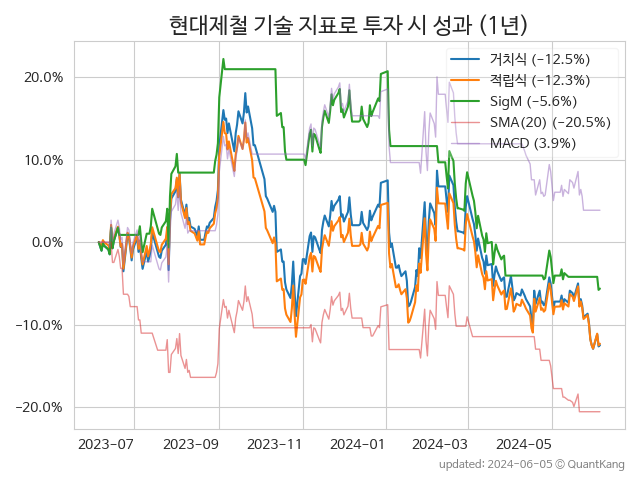 현대제철 기술 지표로 투자 시 성과 (1년)
거치식 (−12.5%)
적립식 (−12.3%)
SigM (−5.6%)
SMA(20) (−20.5%)
MACD (3.9%)
20.0%
10.0%
0.0%
−10.0%
−20.0%
2023-07 2023-09 2023-11 2024-01 2024-03 2024-05
updated: 2024-06-05 ⓒ QuantKang